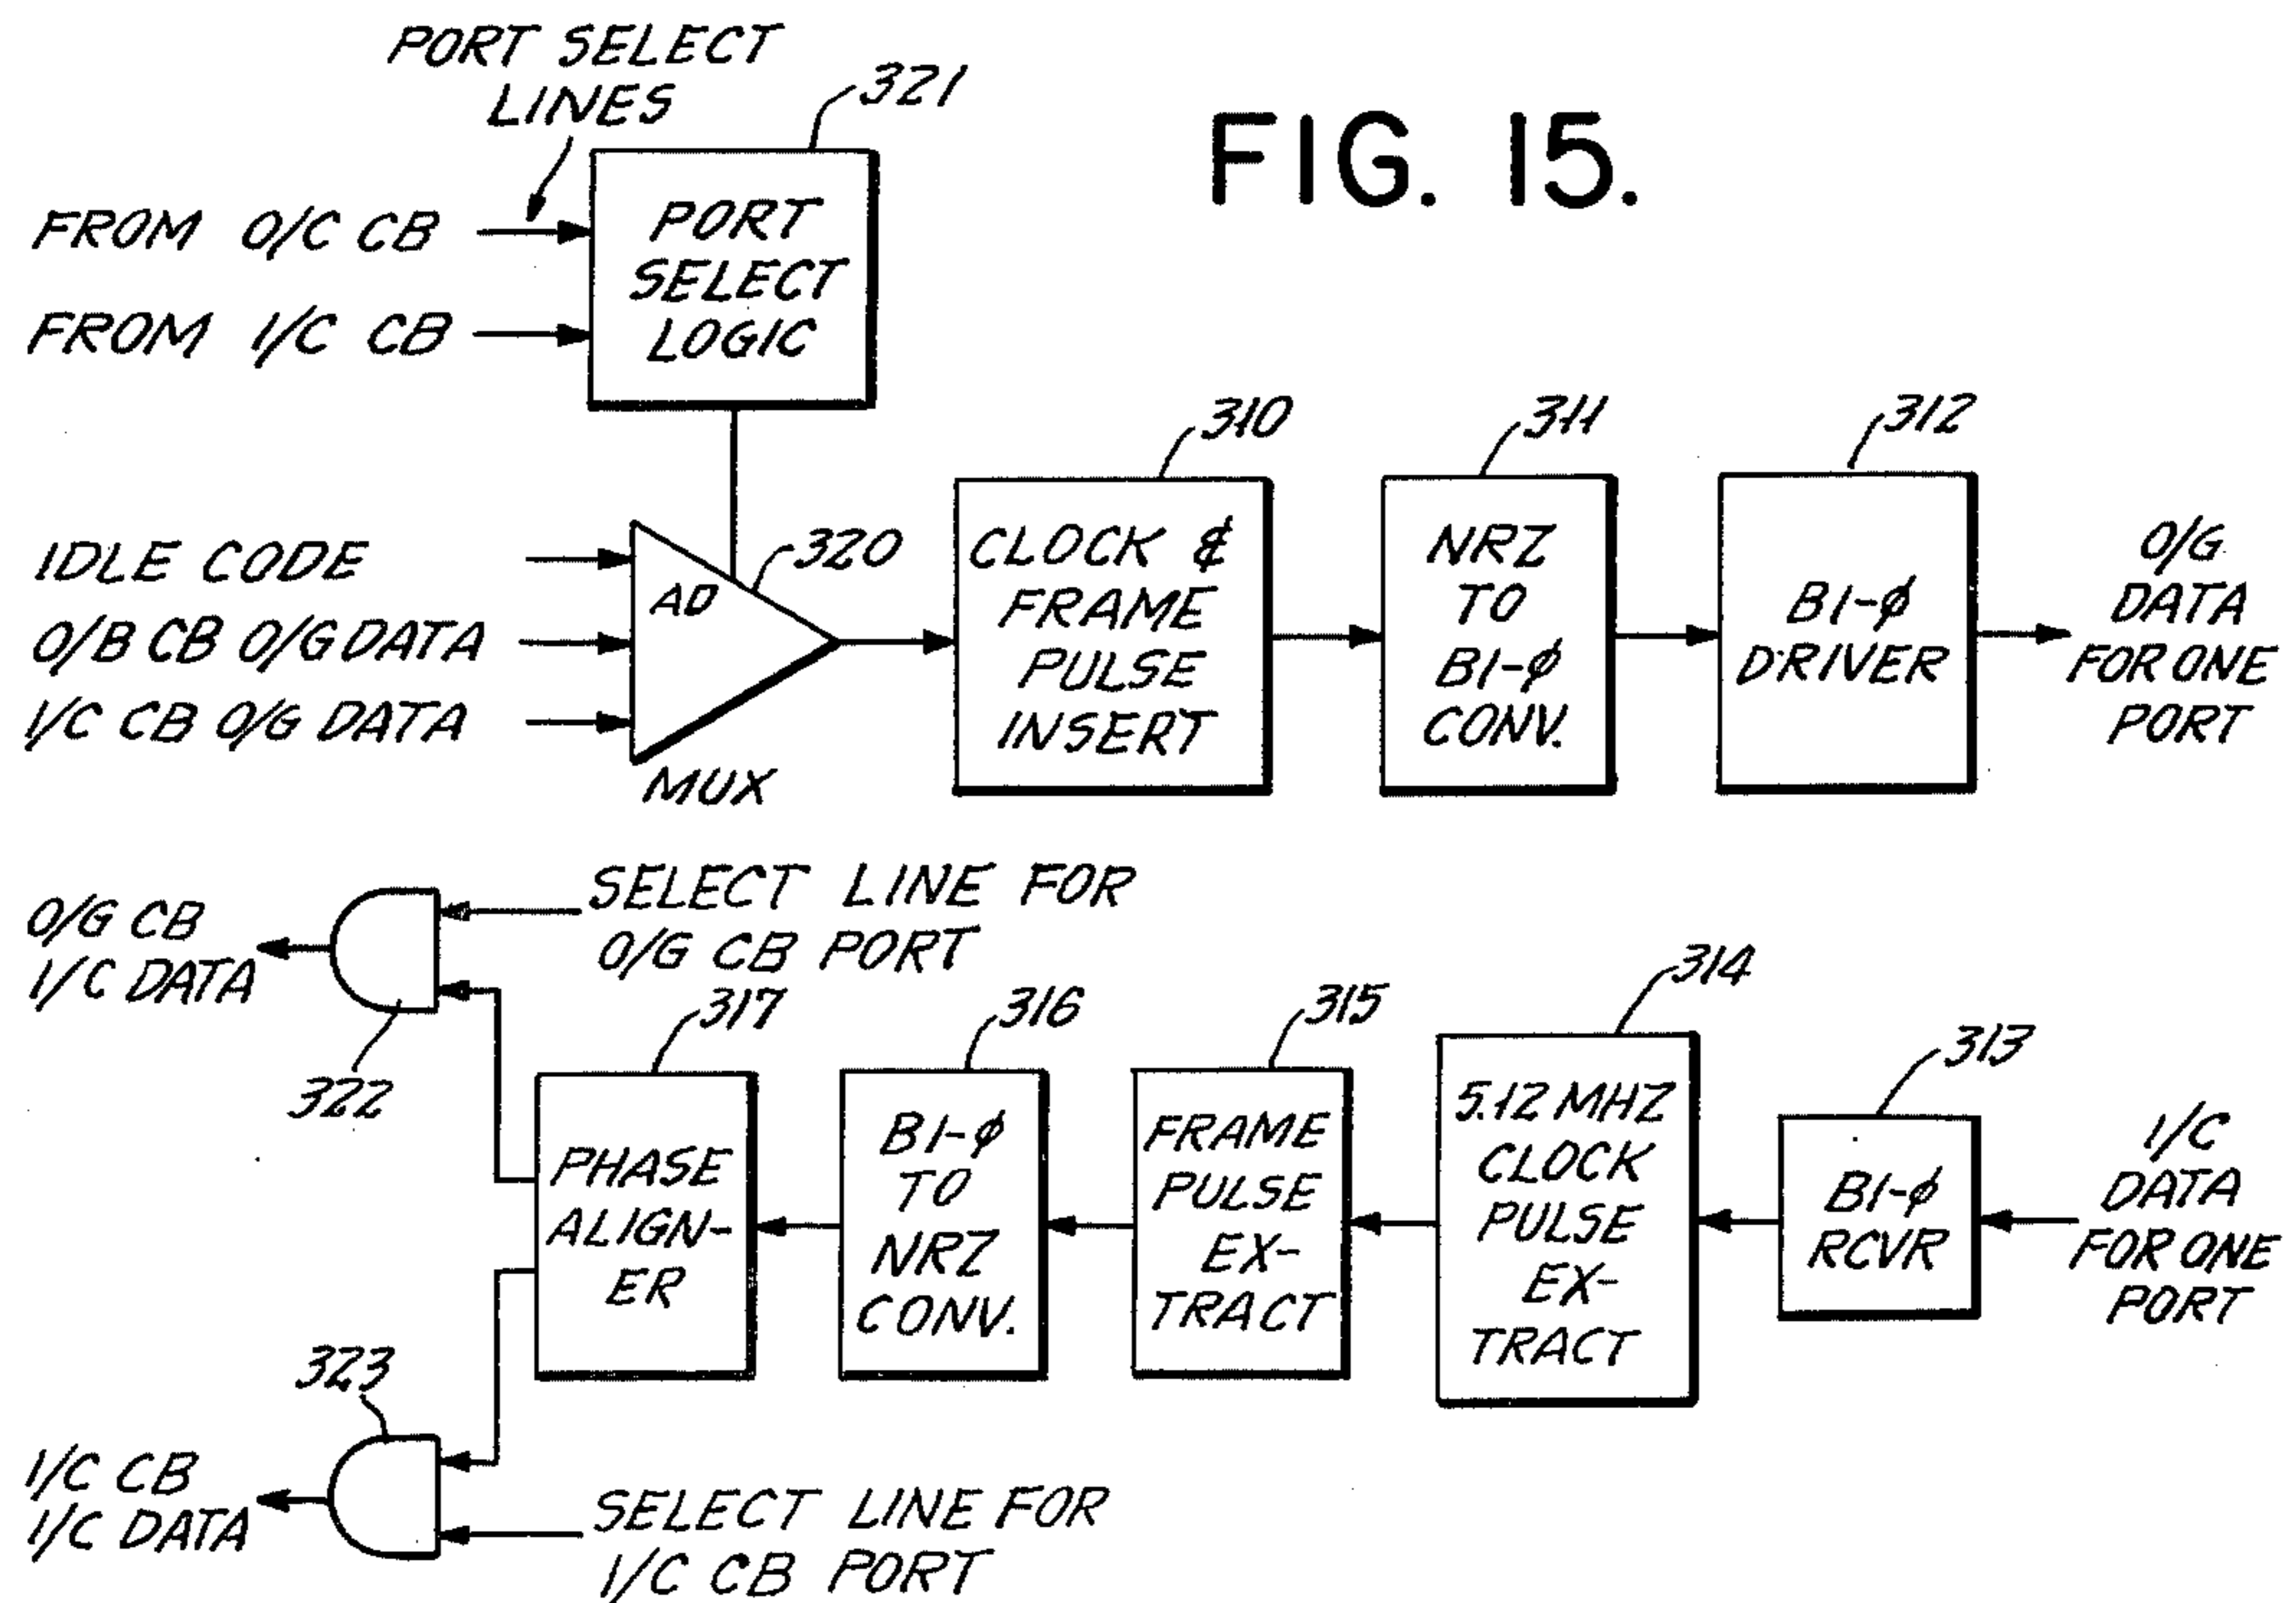 PORT SELECT
LINES
321
FIG. 15.
FROM O/C CB
FROM I/C CB
PORT
SELECT
LOGIC
310
311
312
IDLE CODE
O/B CB O/G DATA
I/C CB O/G DATA
AD
320
MUX
CLOCK &
FRAME
PULSE
INSERT
NRZ
TO
BI-φ
CONV.
BI-φ
DRIVER
O/G
DATA
FOR ONE
PORT
O/G CB
I/C DATA
322
SELECT LINE FOR
O/G CB PORT
317
316
315
314
313
PHASE
ALIGN-
ER
BI-φ
TO
NRZ
CONV.
FRAME
PULSE
EX-
TRACT
5.12 MHZ
CLOCK
PULSE
EX-
TRACT
BI-φ
RCVR
I/C
DATA
FOR ONE
PORT
323
I/C CB
I/C DATA
SELECT LINE FOR
I/C CB PORT